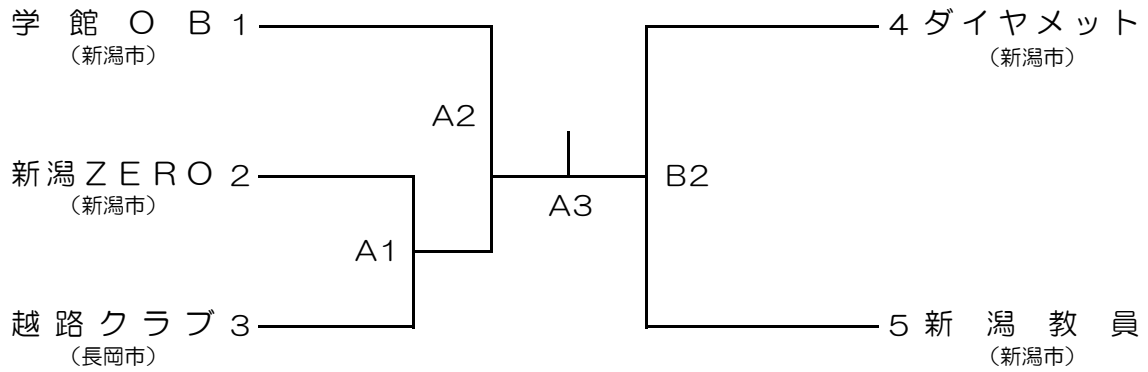 学館ＯＢ 1
（新潟市）
4 ダイヤメット
（新潟市）
A2
新潟ＺＥＲＯ 2
（新潟市）
B2
A3
A1
越路クラブ 3
（長岡市）
5 新潟教員
（新潟市）